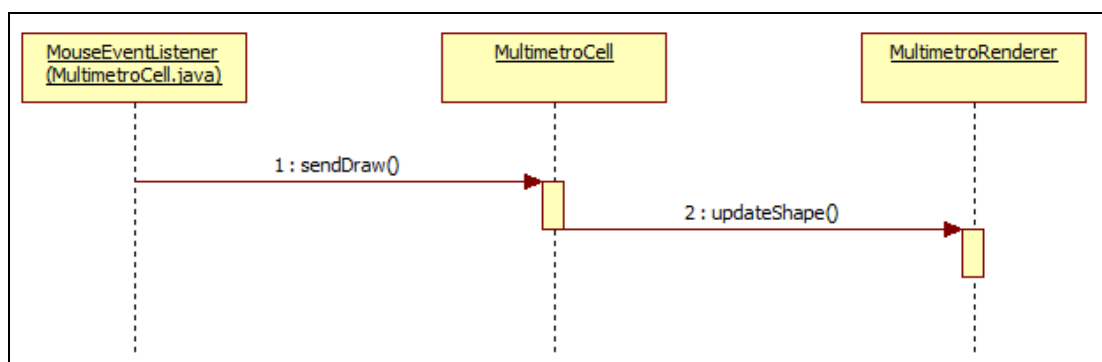 MouseEventListener
(MultimetroCell.java)
MultimetroCell
MultimetroRenderer
1 : sendDraw()
2 : updateShape()